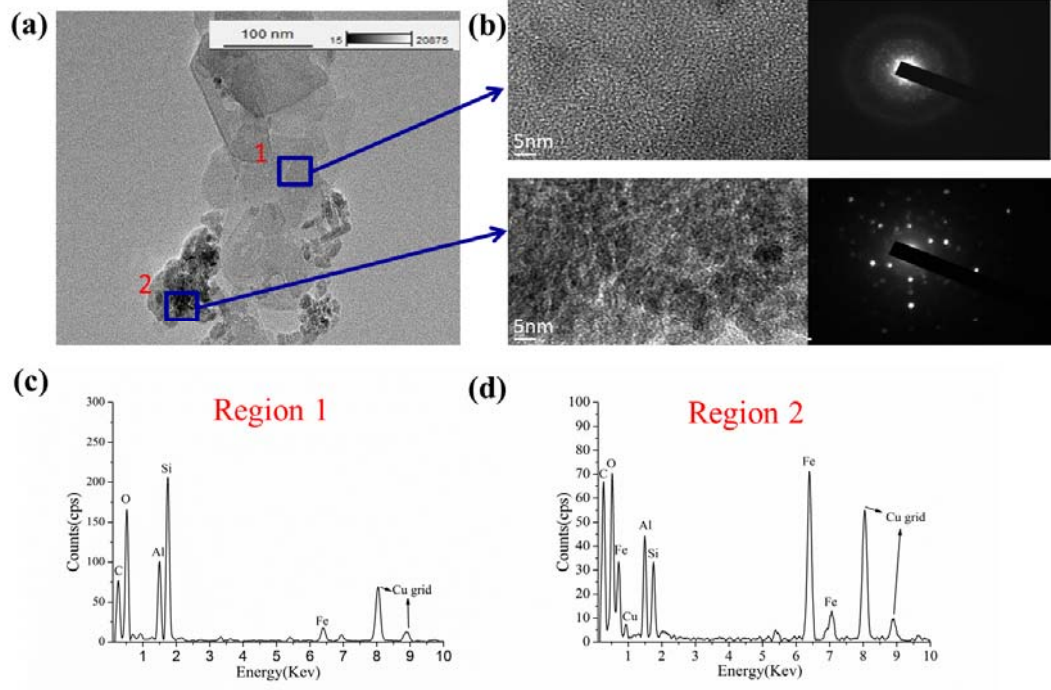 (a)
100 nm
15
20875
1
2
(b)
5nm
5nm
(c)
Region 1
300
250
200
150
100
50
0
Counts(cps)
C
O
Al
Si
Fe
Cu grid
1 2 3 4 5 6 7 8 9 10
Energy(Kev)
(d)
Region 2
100
90
80
70
60
50
40
30
20
10
0
Counts(cps)
C
O
Fe
Cu
Al
Si
Fe
Fe
Cu grid
1 2 3 4 5 6 7 8 9 10
Energy(Kev)